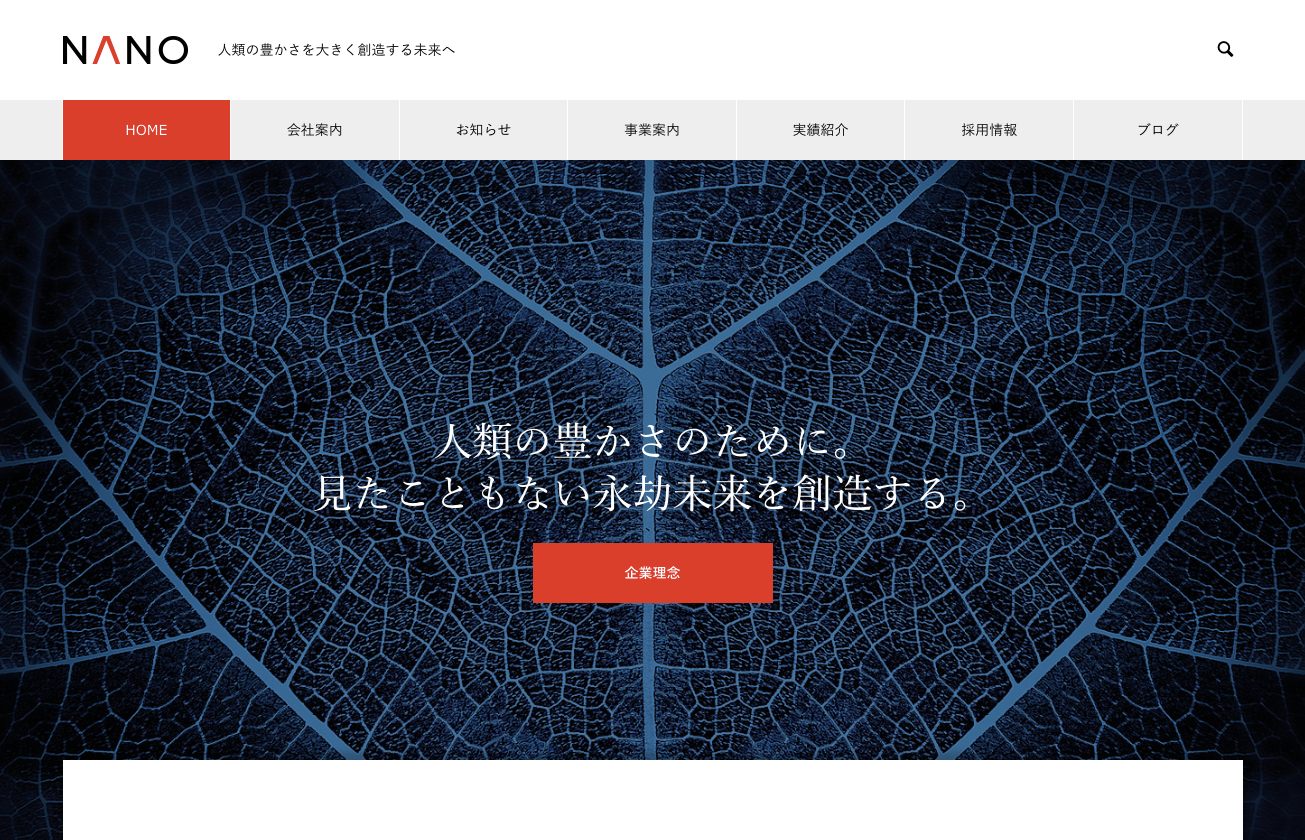 NANO
人類の豊かさを大きく創造する未来へ
HOME
会社案内
お知らせ
事業案内
実績紹介
採用情報
ブログ
人類の豊かさのために。
見たこともない永劫未来を創造する。
企業理念